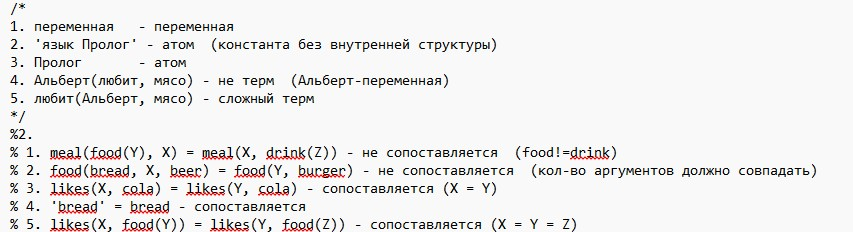 /*
1. переменная - переменная
2. 'язык Пролог' - атом (константа без внутренней структуры)
3. Пролог - атом
4. Альберт(любит, мясо) - не терм (Альберт-переменная)
5. любит(Альберт, мясо) - сложный терм
*/
%2.
% 1. meal(food(Y), X) = meal(X, drink(Z)) - не сопоставляется (food!=drink)
% 2. food(bread, X, beer) = food(Y, burger) - не сопоставляется (кол-во аргументов должно совпадать)
% 3. likes(X, cola) = likes(Y, cola) - сопоставляется (X = Y)
% 4. 'bread' = bread - сопоставляется
% 5. likes(X, food(Y)) = likes(Y, food(Z)) - сопоставляется (X = Y = Z)